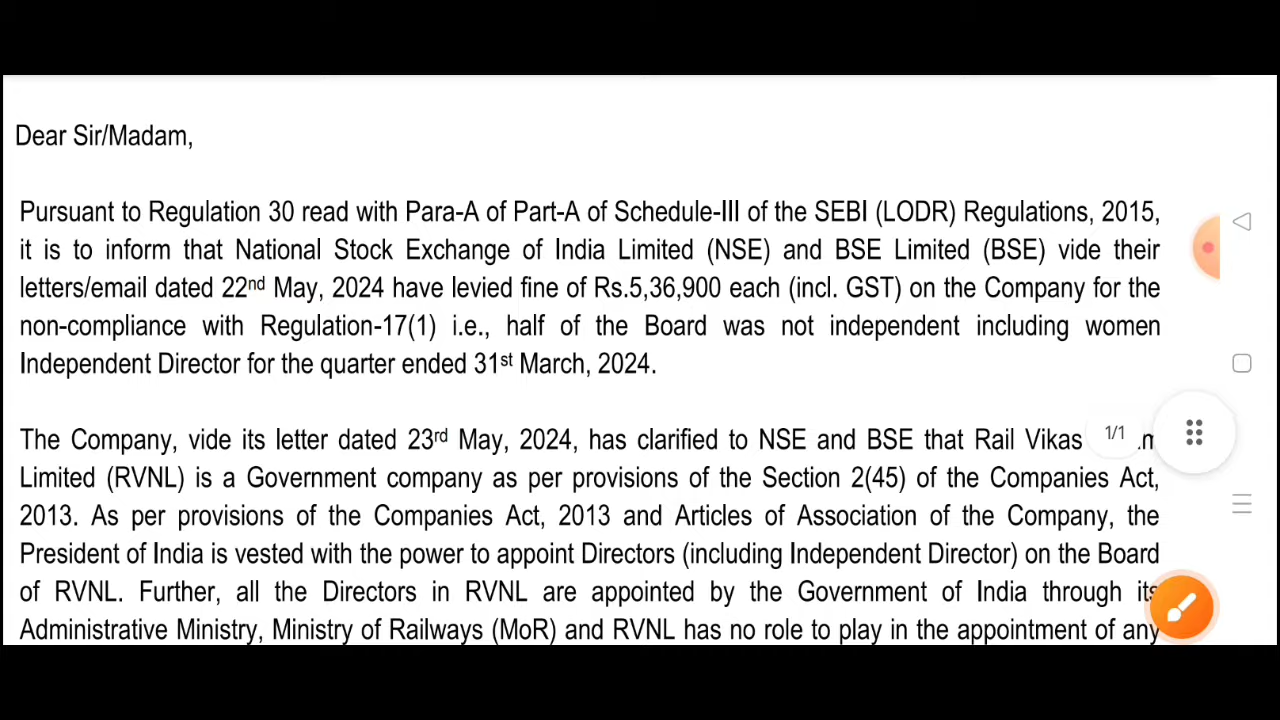 Dear Sir/Madam,
Pursuant to Regulation 30 read with Para-A of Part-A of Schedule-III of the SEBI (LODR) Regulations, 2015,
it is to inform that National Stock Exchange of India Limited (NSE) and BSE Limited (BSE) vide their
letters/email dated 22nd May, 2024 have levied fine of Rs.5,36,900 each (incl. GST) on the Company for the
non-compliance with Regulation-17(1) i.e., half of the Board was not independent including women
Independent Director for the quarter ended 31st March, 2024.
The Company, vide its letter dated 23rd May, 2024, has clarified to NSE and BSE that Rail Vikas
1/1
Limited (RVNL) is a Government company as per provisions of the Section 2(45) of the Companies Act,
2013. As per provisions of the Companies Act, 2013 and Articles of Association of the Company, the
President of India is vested with the power to appoint Directors (including Independent Director) on the Board
of RVNL. Further, all the Directors in RVNL are appointed by the Government of India through its
Administrative Ministry, Ministry of Railways (MoR) and RVNL has no role to play in the appointment of any